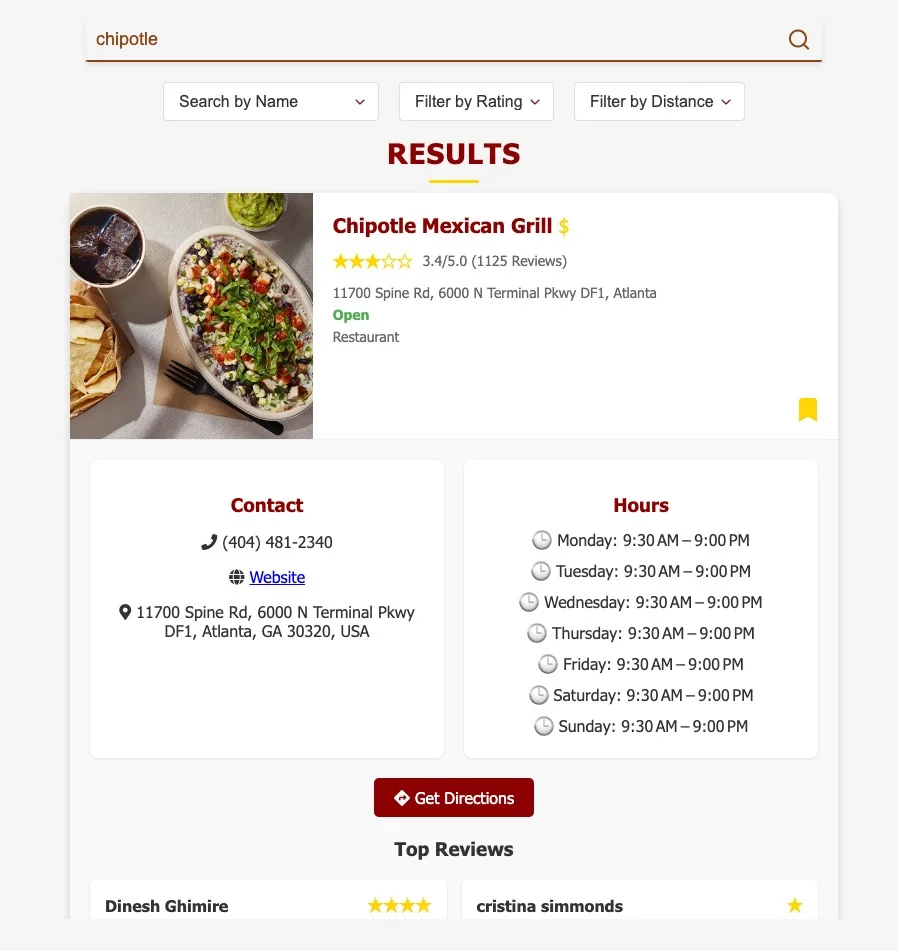 chipotle
Search by Name
Filter by Rating
Filter by Distance
RESULTS
Chipotle Mexican Grill $
3.4/5.0 (1125 Reviews)
11700 Spine Rd, 6000 N Terminal Pkwy DF1, Atlanta
Open
Restaurant
Contact
(404) 481-2340
Website
11700 Spine Rd, 6000 N Terminal Pkwy
DF1, Atlanta, GA 30320, USA
Hours
Monday: 9:30 AM – 9:00 PM
Tuesday: 9:30 AM – 9:00 PM
Wednesday: 9:30 AM – 9:00 PM
Thursday: 9:30 AM – 9:00 PM
Friday: 9:30 AM – 9:00 PM
Saturday: 9:30 AM – 9:00 PM
Sunday: 9:30 AM – 9:00 PM
Get Directions
Top Reviews
Dinesh Ghimire
cristina simmonds